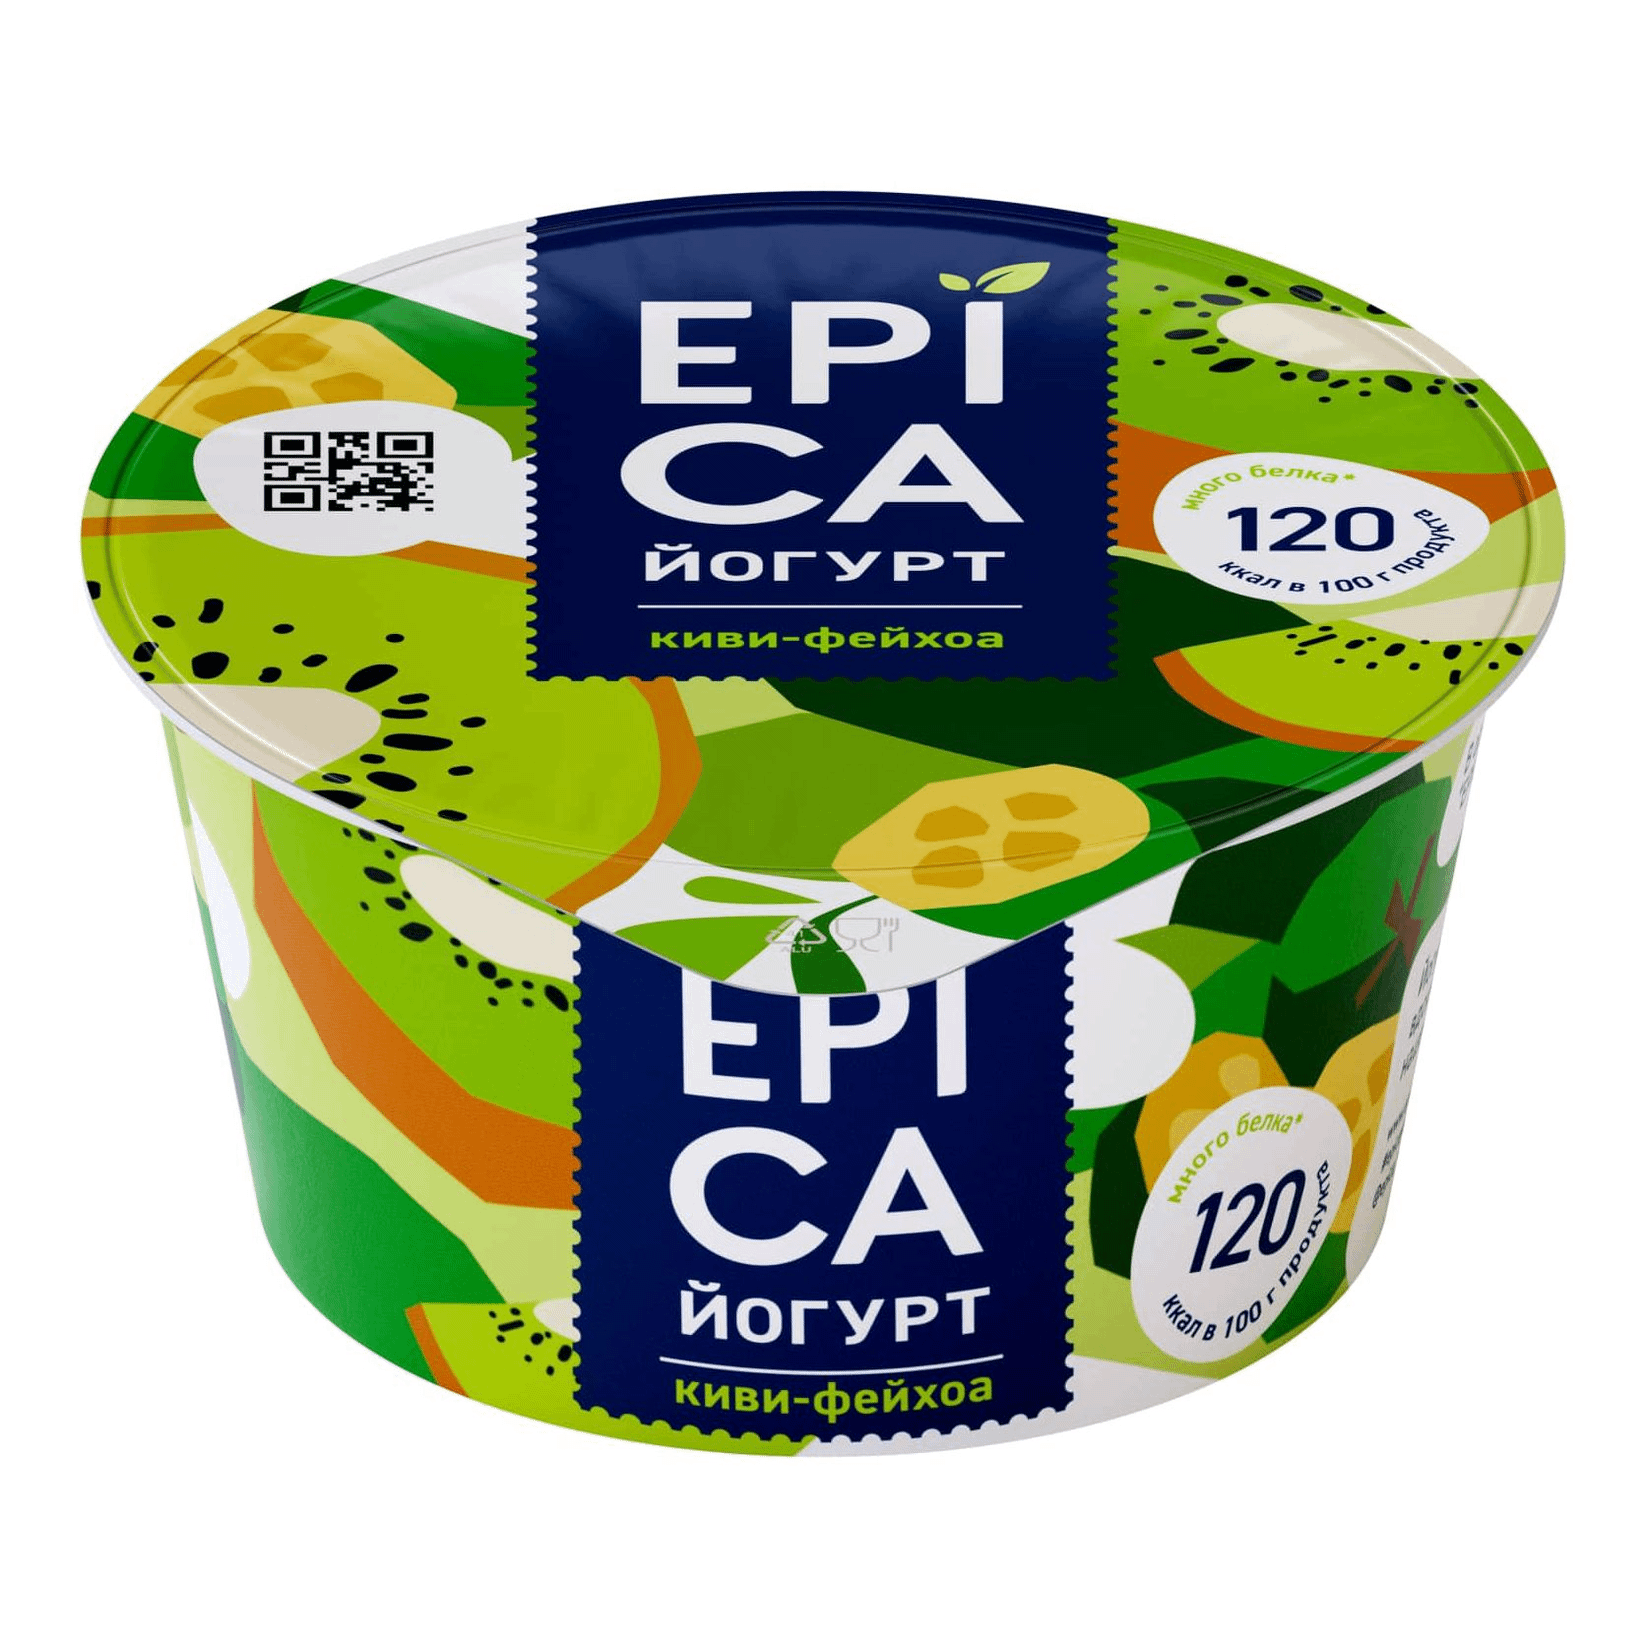 EPI
CA
йогурт
киви-фейхоа
много белка*
120
ккал в 100 г продукта
ALU
EPI
CA
йогурт
киви-фейхоа
много белка*
120
ккал в 100 г продукта